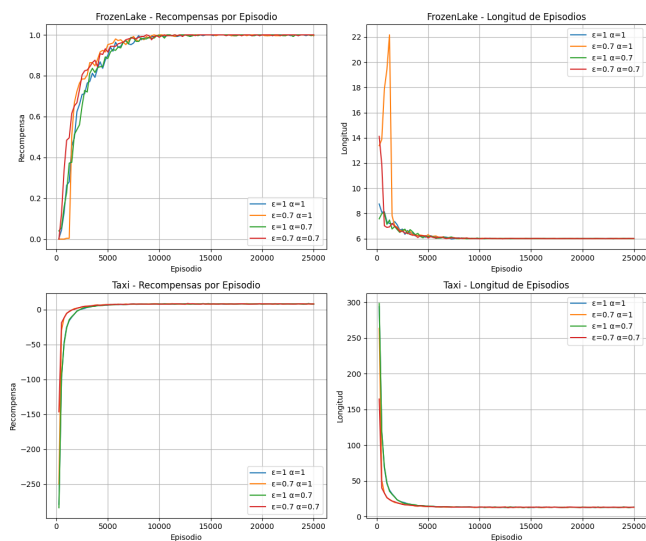 FrozenLake - Recompensas por Episodio
Recompensa
1.0
0.8
0.6
0.4
0.2
0.0
ε=1 α=1
ε=0.7 α=1
ε=1 α=0.7
ε=0.7 α=0.7
0 5000 10000 15000 20000 25000
Episodio
FrozenLake - Longitud de Episodios
Longitud
22
20
18
16
14
12
10
8
6
ε=1 α=1
ε=0.7 α=1
ε=1 α=0.7
ε=0.7 α=0.7
0 5000 10000 15000 20000 25000
Episodio
Taxi - Recompensas por Episodio
Recompensa
0
−50
−100
−150
−200
−250
ε=1 α=1
ε=0.7 α=1
ε=1 α=0.7
ε=0.7 α=0.7
0 5000 10000 15000 20000 25000
Episodio
Taxi - Longitud de Episodios
Longitud
300
250
200
150
100
50
0
ε=1 α=1
ε=0.7 α=1
ε=1 α=0.7
ε=0.7 α=0.7
0 5000 10000 15000 20000 25000
Episodio